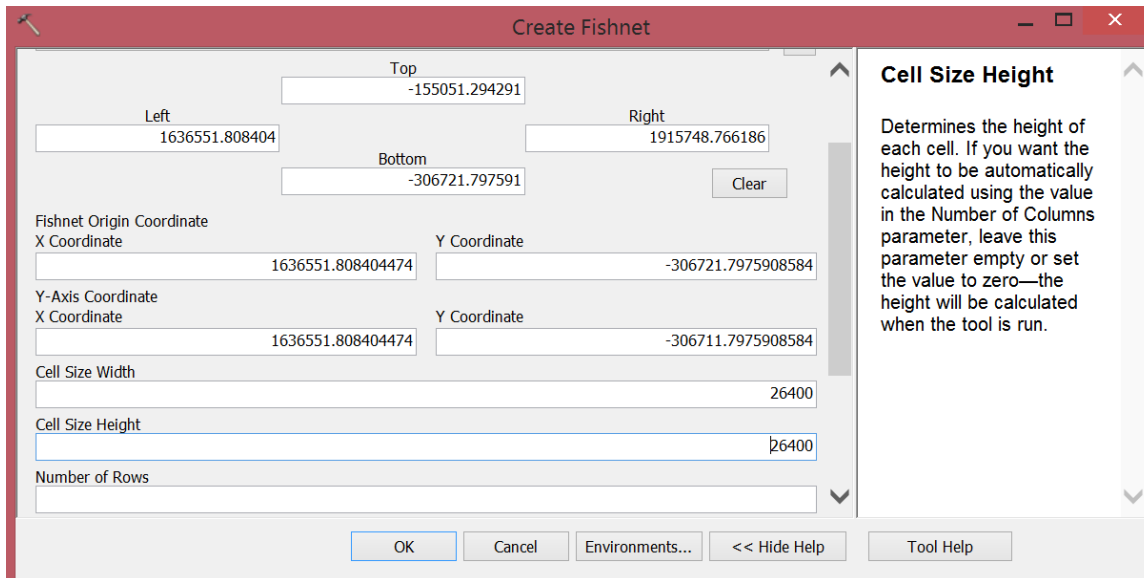 Create Fishnet
Top
-155051.294291
Left
Right
1636551.808404
1915748.766186
Bottom
-306721.797591
Clear
Fishnet Origin Coordinate
X Coordinate
Y Coordinate
1636551.808404474
-306721.7975908584
Y-Axis Coordinate
X Coordinate
Y Coordinate
1636551.808404474
-306711.7975908584
Cell Size Width
26400
Cell Size Height
26400
Number of Rows
OK
Cancel
Environments...
<< Hide Help
Tool Help
Cell Size Height
Determines the height of
each cell. If you want the
height to be automatically
calculated using the value
in the Number of Columns
parameter, leave this
parameter empty or set
the value to zero—the
height will be calculated
when the tool is run.